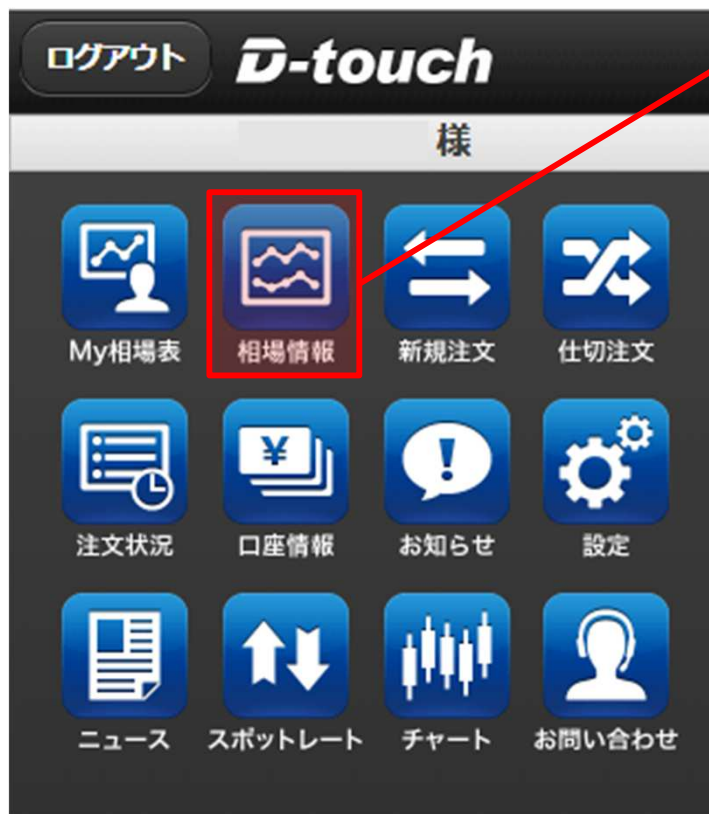 ログアウト D-touch
様
My相場表 相場情報 新規注文 仕切注文
¥ !
注文状況 口座情報 お知らせ 設定
ニュース スポットレート チャート お問い合わせ